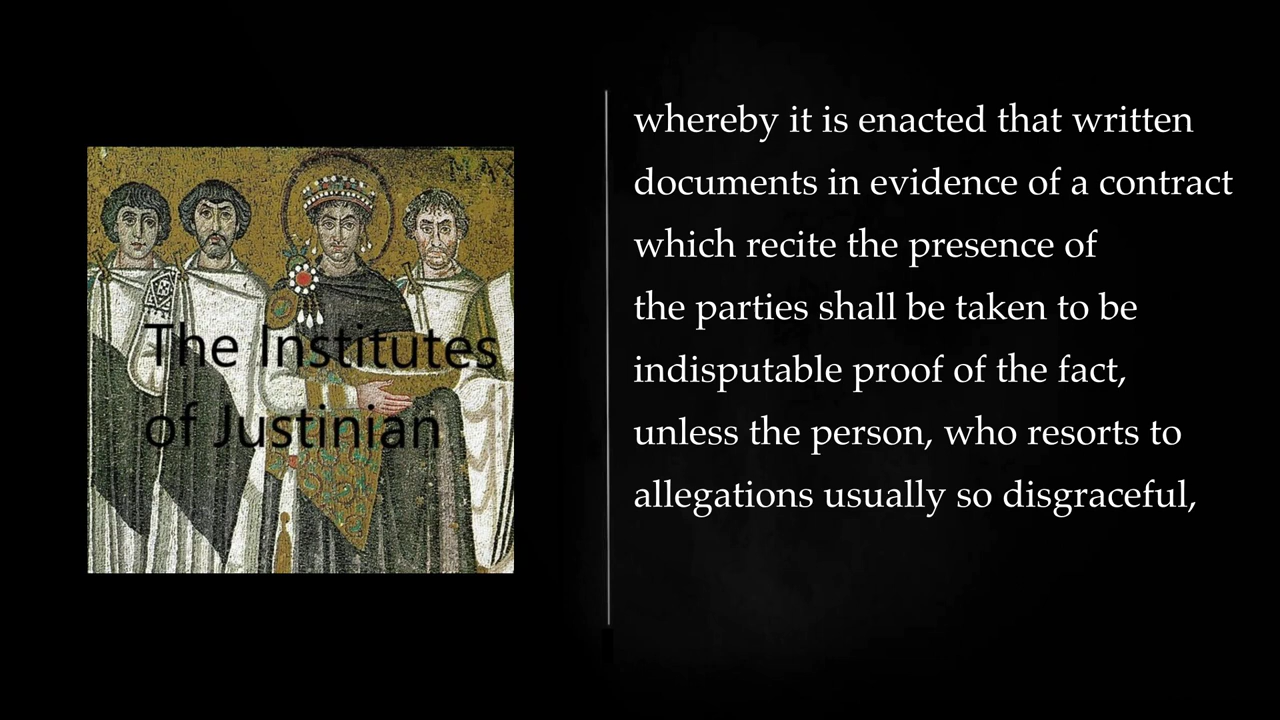 MAX
The Institutes
of Justinian
whereby it is enacted that written
documents in evidence of a contract
which recite the presence of
the parties shall be taken to be
indisputable proof of the fact,
unless the person, who resorts to
allegations usually so disgraceful,